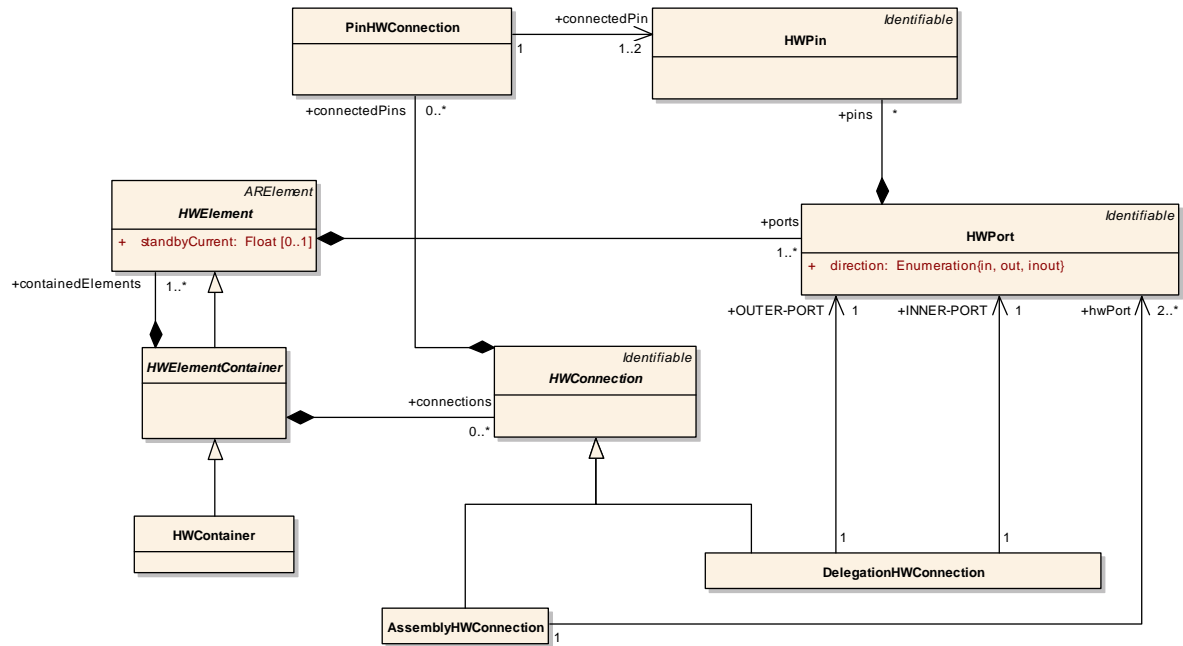 PinHWConnection
+connectedPin
1
1..2
Identifiable
HWPin
+connectedPins
0..*
+pins
*
ARElement
HWElement
+ standbyCurrent: Float [0..1]
+ports
1..*
Identifiable
HWPort
+ direction: Enumeration{in, out, inout}
+containedElements
1..*
+OUTER-PORT
1
+INNER-PORT
1
+hwPort
2..*
HWElementContainer
Identifiable
HWConnection
+connections
0..*
HWContainer
1
1
DelegationHWConnection
AssemblyHWConnection
1